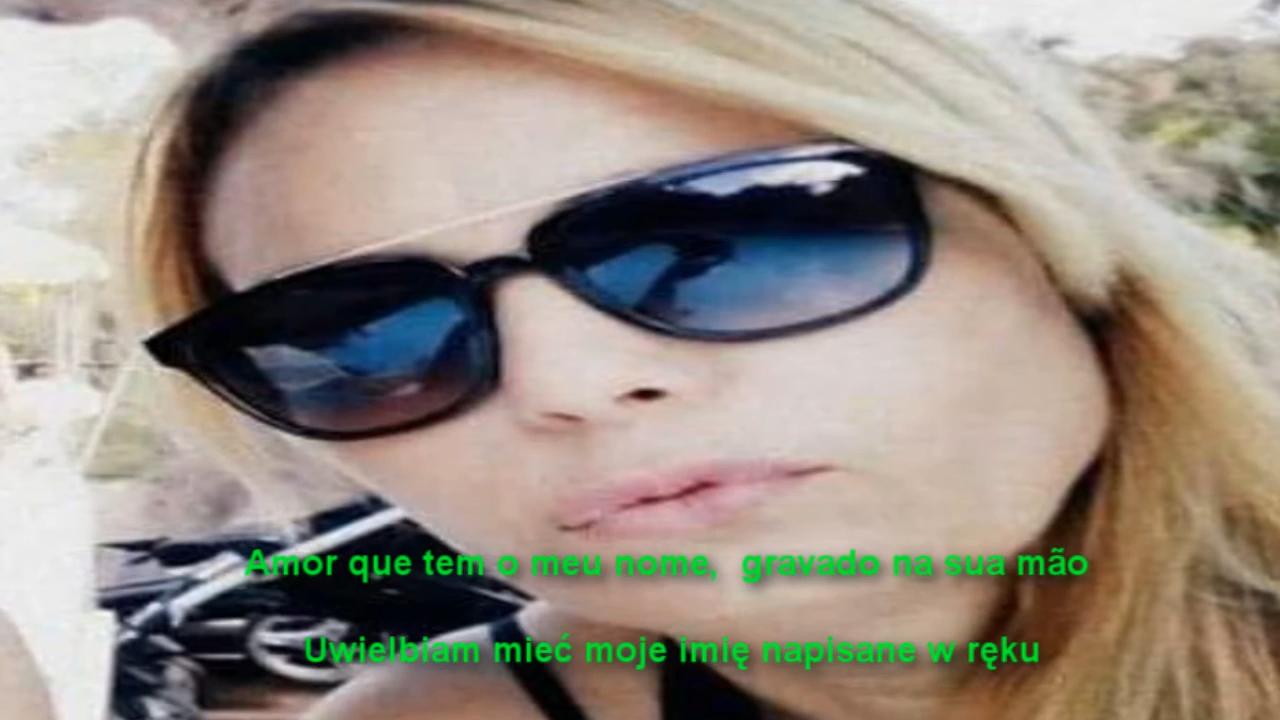 Amor que tem o meu nome,  gravado na sua mão
Uwielbiam mieć moje imię napisane w ręku